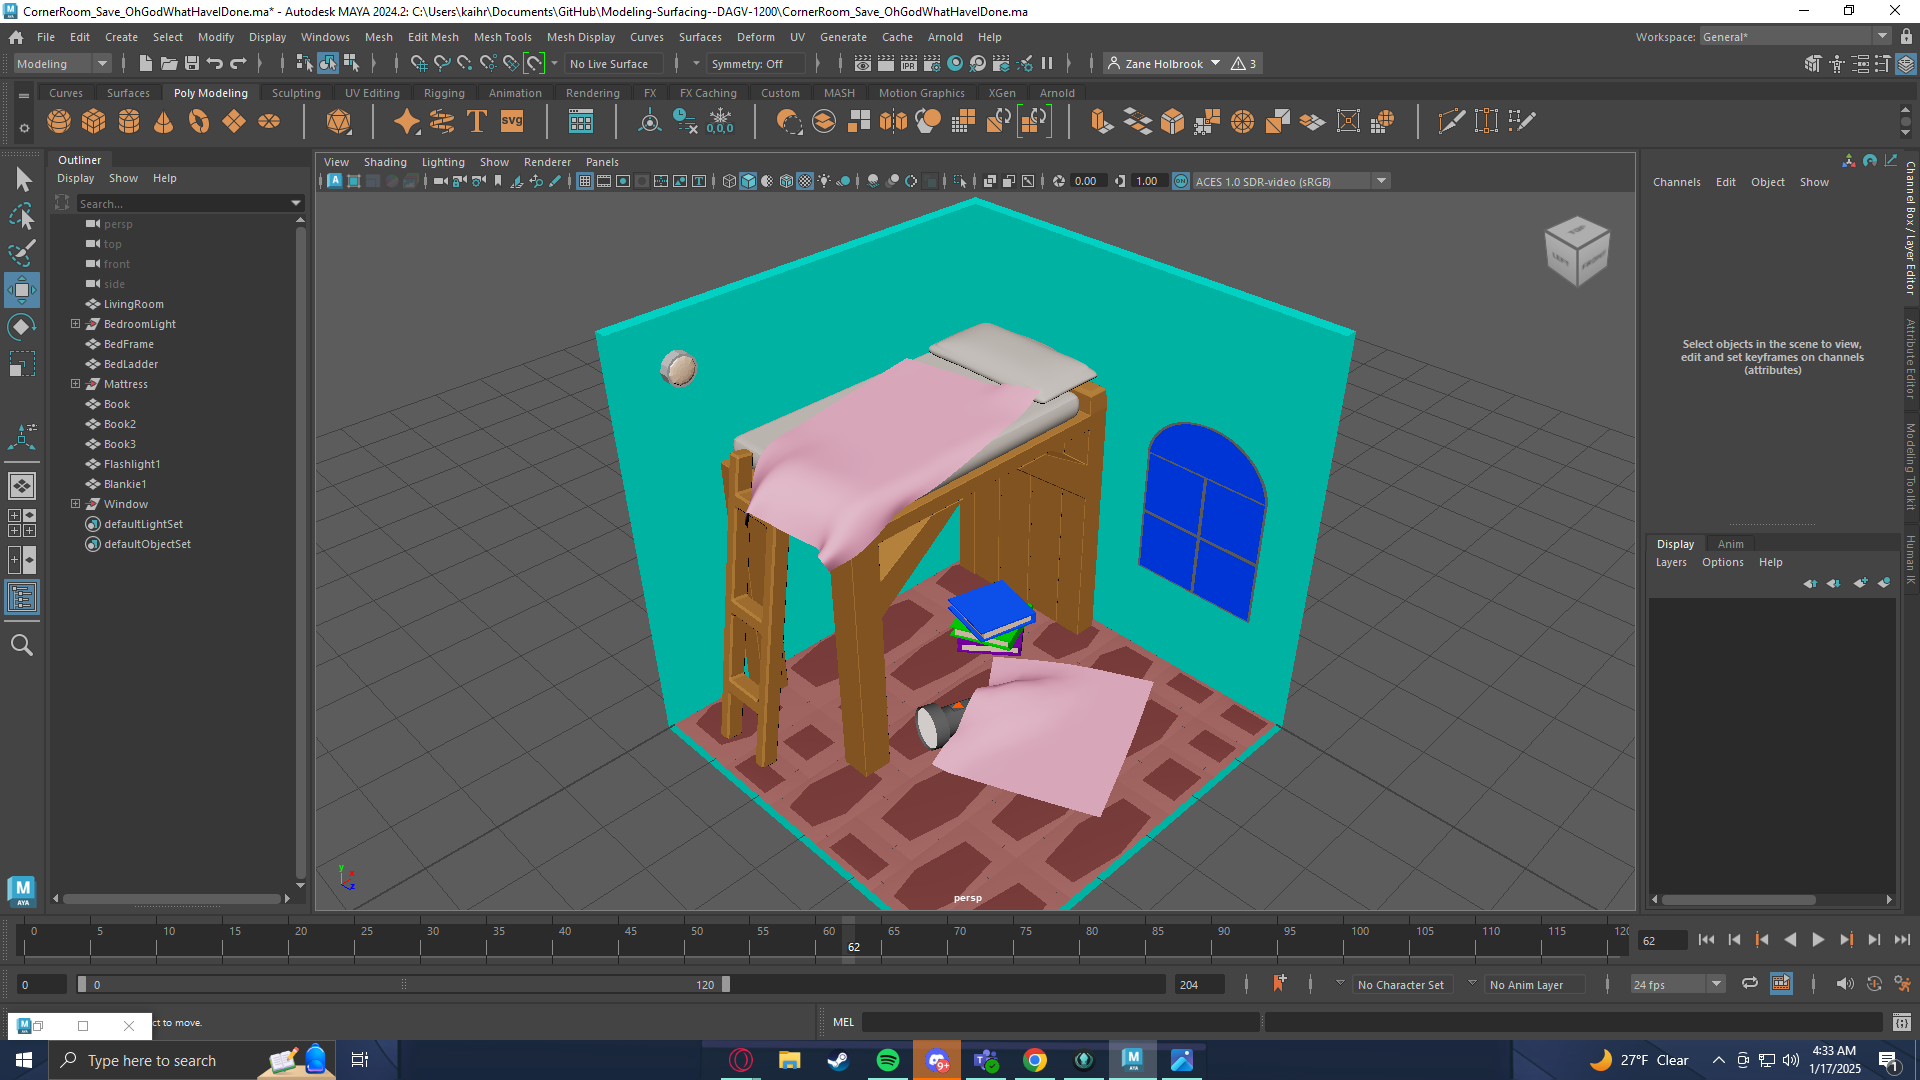 CornerRoom_Save_OhGodWhatHaveIDone.ma* - Autodesk MAYA 2024.2: C:\Users\kaihr\Documents\GitHub\Modeling-Surfacing--DAGV-1200\CornerRoom_Save_OhGodWhatHaveIDone.ma
File Edit Create Select Modify Display Windows Mesh Edit Mesh Mesh Tools Mesh Display Curves Surfaces Deform UV Generate Cache Arnold Help
Workspace: General*
Modeling No Live Surface Symmetry: Off Zane Holbrook 3
Curves Surfaces Poly Modeling Sculpting UV Editing Rigging Animation Rendering FX FX Caching Custom MASH Motion Graphics XGen Arnold
T SVG 0,0,0
Outliner
Display Show Help
Search...
persp
top
front
side
LivingRoom
BedroomLight
BedFrame
BedLadder
Mattress
Book
Book2
Book3
Flashlight1
Blankie1
Window
defaultLightSet
defaultObjectSet
View Shading Lighting Show Renderer Panels
0.00 1.00 ACES 1.0 SDR-video (sRGB)
TOP
LEFT FRONT
persp
y x z
Channels Edit Object Show
Select objects in the scene to view,
edit and set keyframes on channels
(attributes)
Channel Box / Layer Editor
Attribute Editor
Modeling Toolkit
Human IK
Display Anim
Layers Options Help
M
AYA
0 5 10 15 20 25 30 35 40 45 50 55 60 65 70 75 80 85 90 95 100 105 110 115 120
62
62
0 0 120 204 No Character Set No Anim Layer 24 fps
ct to move.
MEL
Type here to search
9+
27°F Clear
4:33 AM
1/17/2025
1